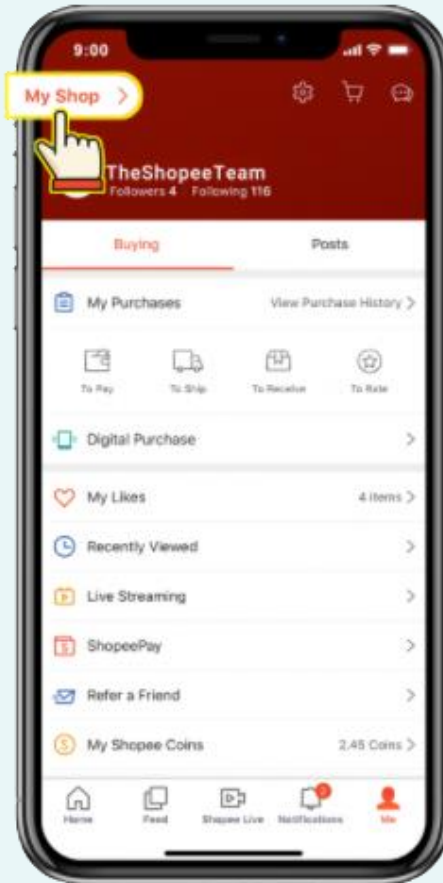 9:00
My Shop >
TheShopeeTeam
Followers 4 Following 116
Buying Posts
My Purchases View Purchase History >
To Pay To Ship To Receive To Rate
Digital Purchase >
My Likes 4 items >
Recently Viewed >
Live Streaming >
ShopeePay >
Refer a Friend >
My Shopee Coins 2.45 Coins >
Home Feed Shopee Live Notifications Me